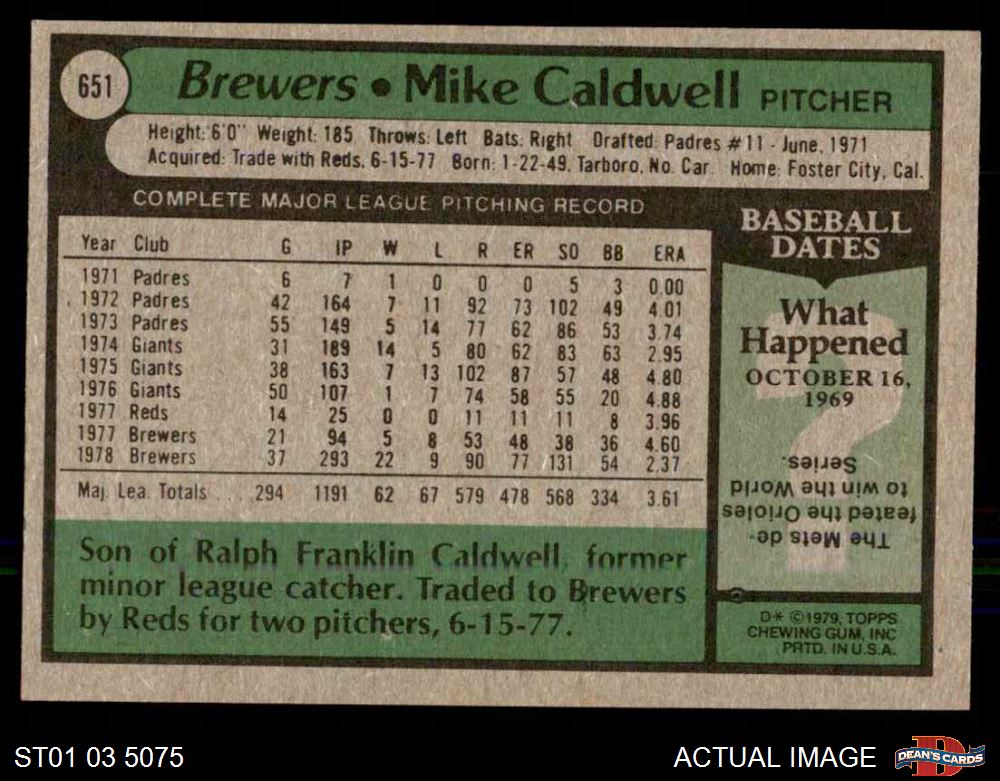 651
Brewers • Mike Caldwell PITCHER
Height: 6'0" Weight: 185 Throws: Left Bats: Right Drafted: Padres #11 - June, 1971
Acquired: Trade with Reds, 6-15-77 Born: 1-22-49, Tarboro, No. Car. Home: Foster City, Cal.
COMPLETE MAJOR LEAGUE PITCHING RECORD
Year Club G IP W L R ER SO BB ERA
1971 Padres 6 7 1 0 0 0 5 3 0.00
1972 Padres 42 164 7 11 92 73 102 49 4.01
1973 Padres 55 149 5 14 77 62 86 53 3.74
1974 Giants 31 189 14 5 80 62 83 63 2.95
1975 Giants 38 163 7 13 102 87 57 48 4.80
1976 Giants 50 107 1 7 74 58 55 20 4.88
1977 Reds 14 25 0 0 11 11 11 8 3.96
1977 Brewers 21 94 5 8 53 48 38 36 4.60
1978 Brewers 37 293 22 9 90 77 131 54 2.37
Maj. Lea. Totals ... 294 1191 62 67 579 478 568 334 3.61
Son of Ralph Franklin Caldwell, former
minor league catcher. Traded to Brewers
by Reds for two pitchers, 6-15-77.
BASEBALL
DATES
What
Happened
OCTOBER 16,
1969
?
The Mets de-
feated the Orioles
to win the World
Series.
D* ©1979, TOPPS
CHEWING GUM, INC
PRTD. IN U.S.A.
ST01 03 5075
ACTUAL IMAGE
D
DEAN'S CARDS